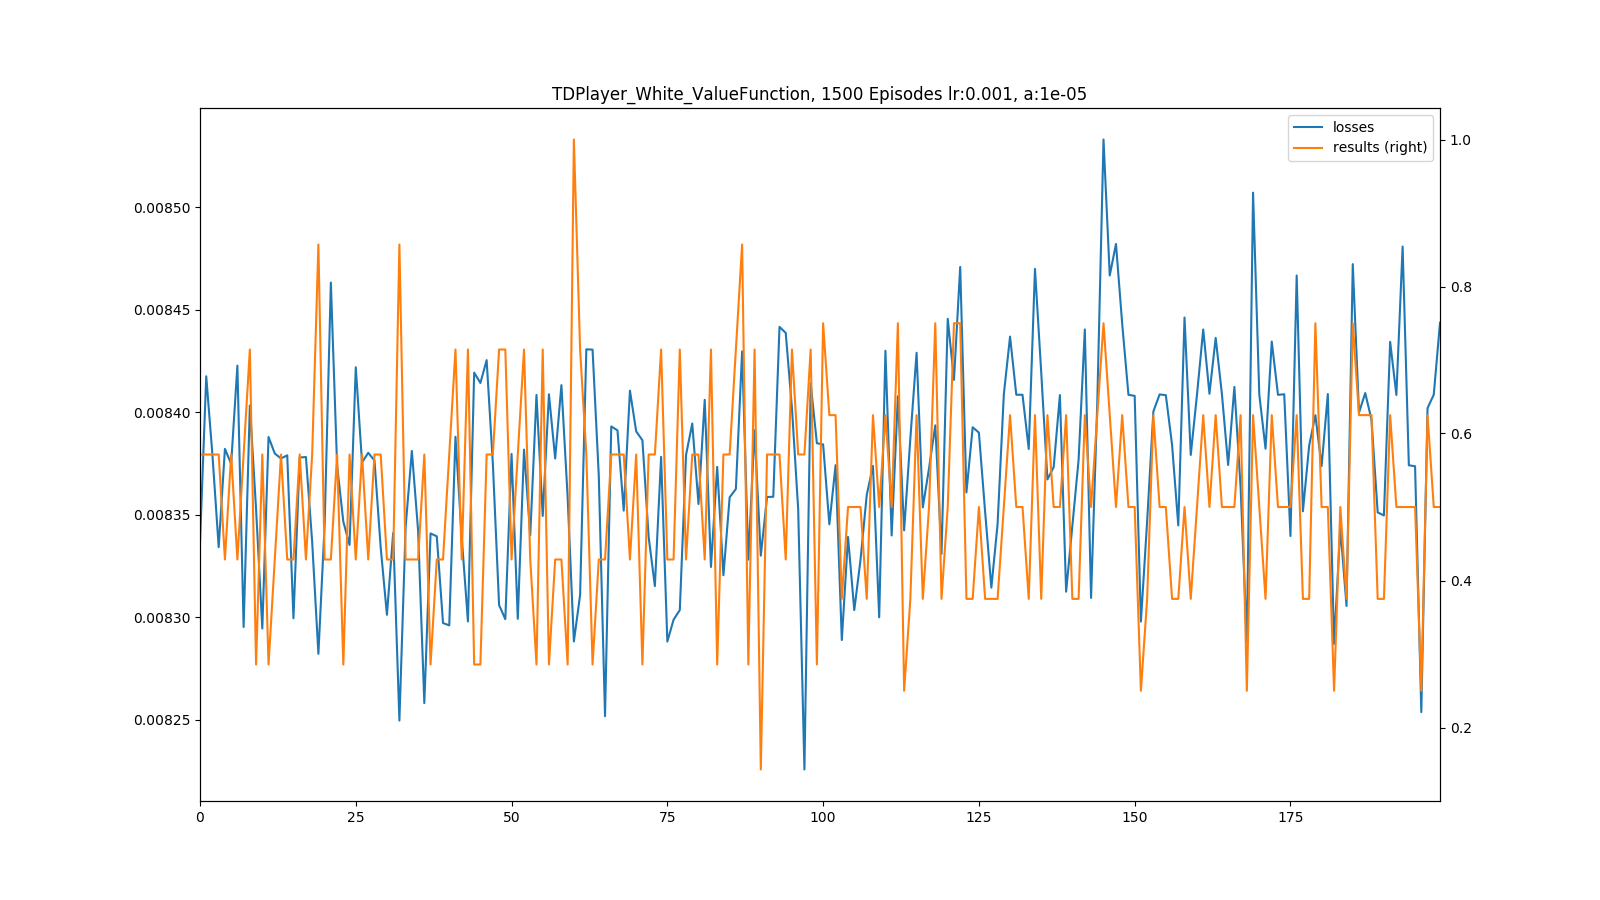 TDPlayer_White_ValueFunction, 1500 Episodes lr:0.001, a:1e-05
losses
results (right)
0.00850
0.00845
0.00840
0.00835
0.00830
0.00825
1.0
0.8
0.6
0.4
0.2
0 25 50 75 100 125 150 175